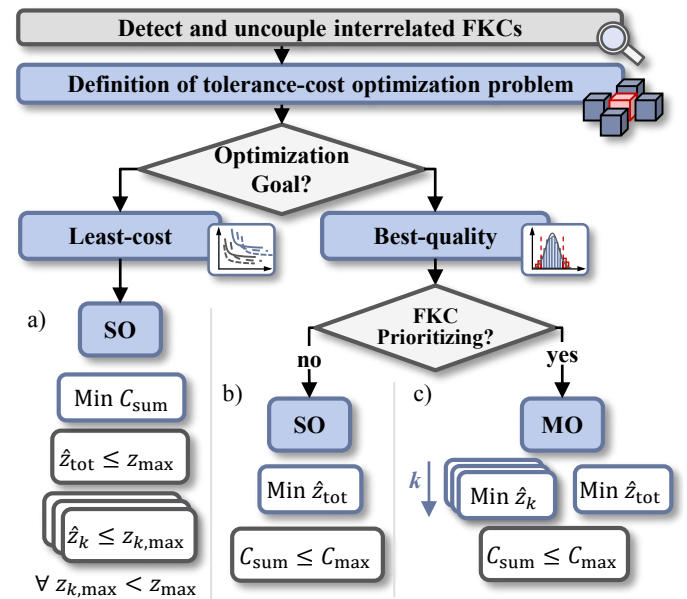 Detect and uncouple interrelated FKCs
Definition of tolerance-cost optimization problem
Optimization
Goal?
Least-cost
Best-quality
a)
SO
Min C_sum
ẑ_tot ≤ z_max
ẑ_k ≤ z_k,max
∀ z_k,max < z_max
FKC
Prioritizing?
no
yes
b)
SO
Min ẑ_tot
C_sum ≤ C_max
c)
MO
k
Min ẑ_k
Min ẑ_tot
C_sum ≤ C_max